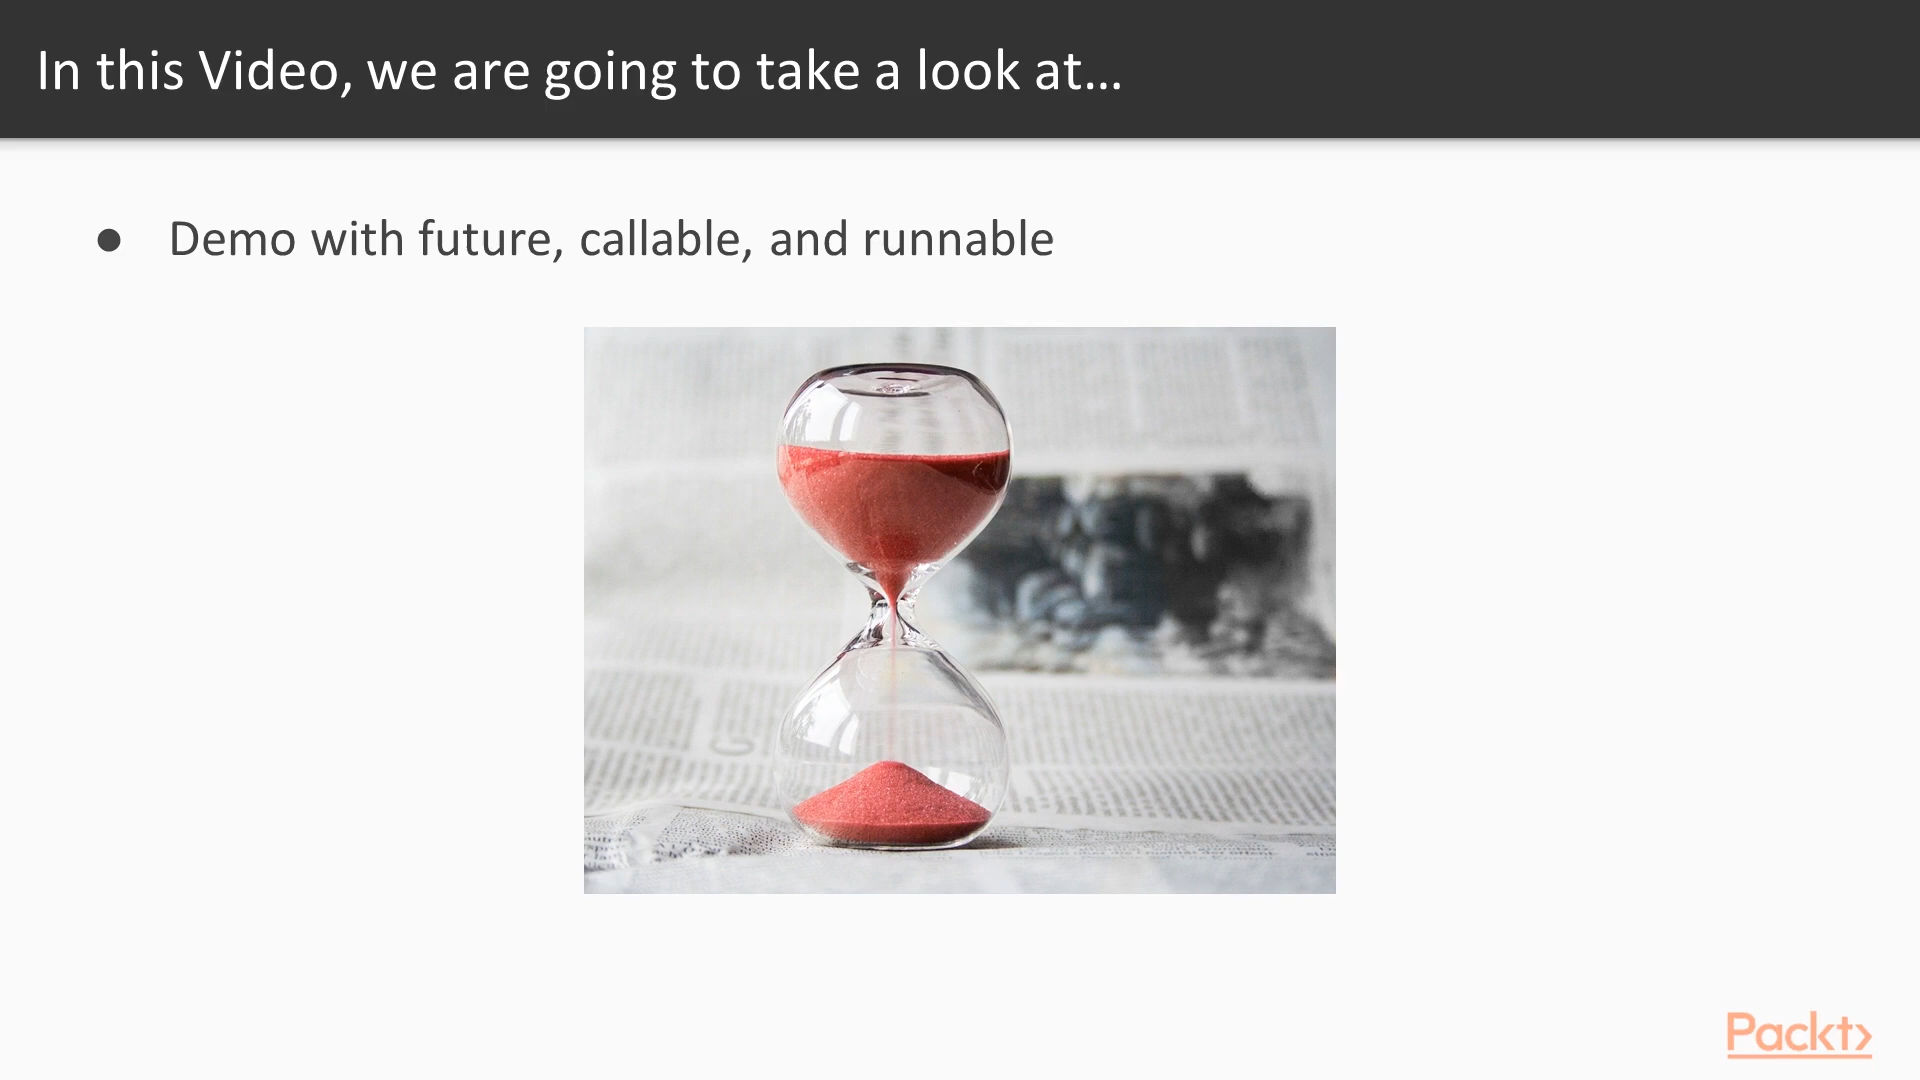 In this Video, we are going to take a look at...
● Demo with future, callable, and runnable
Packt>